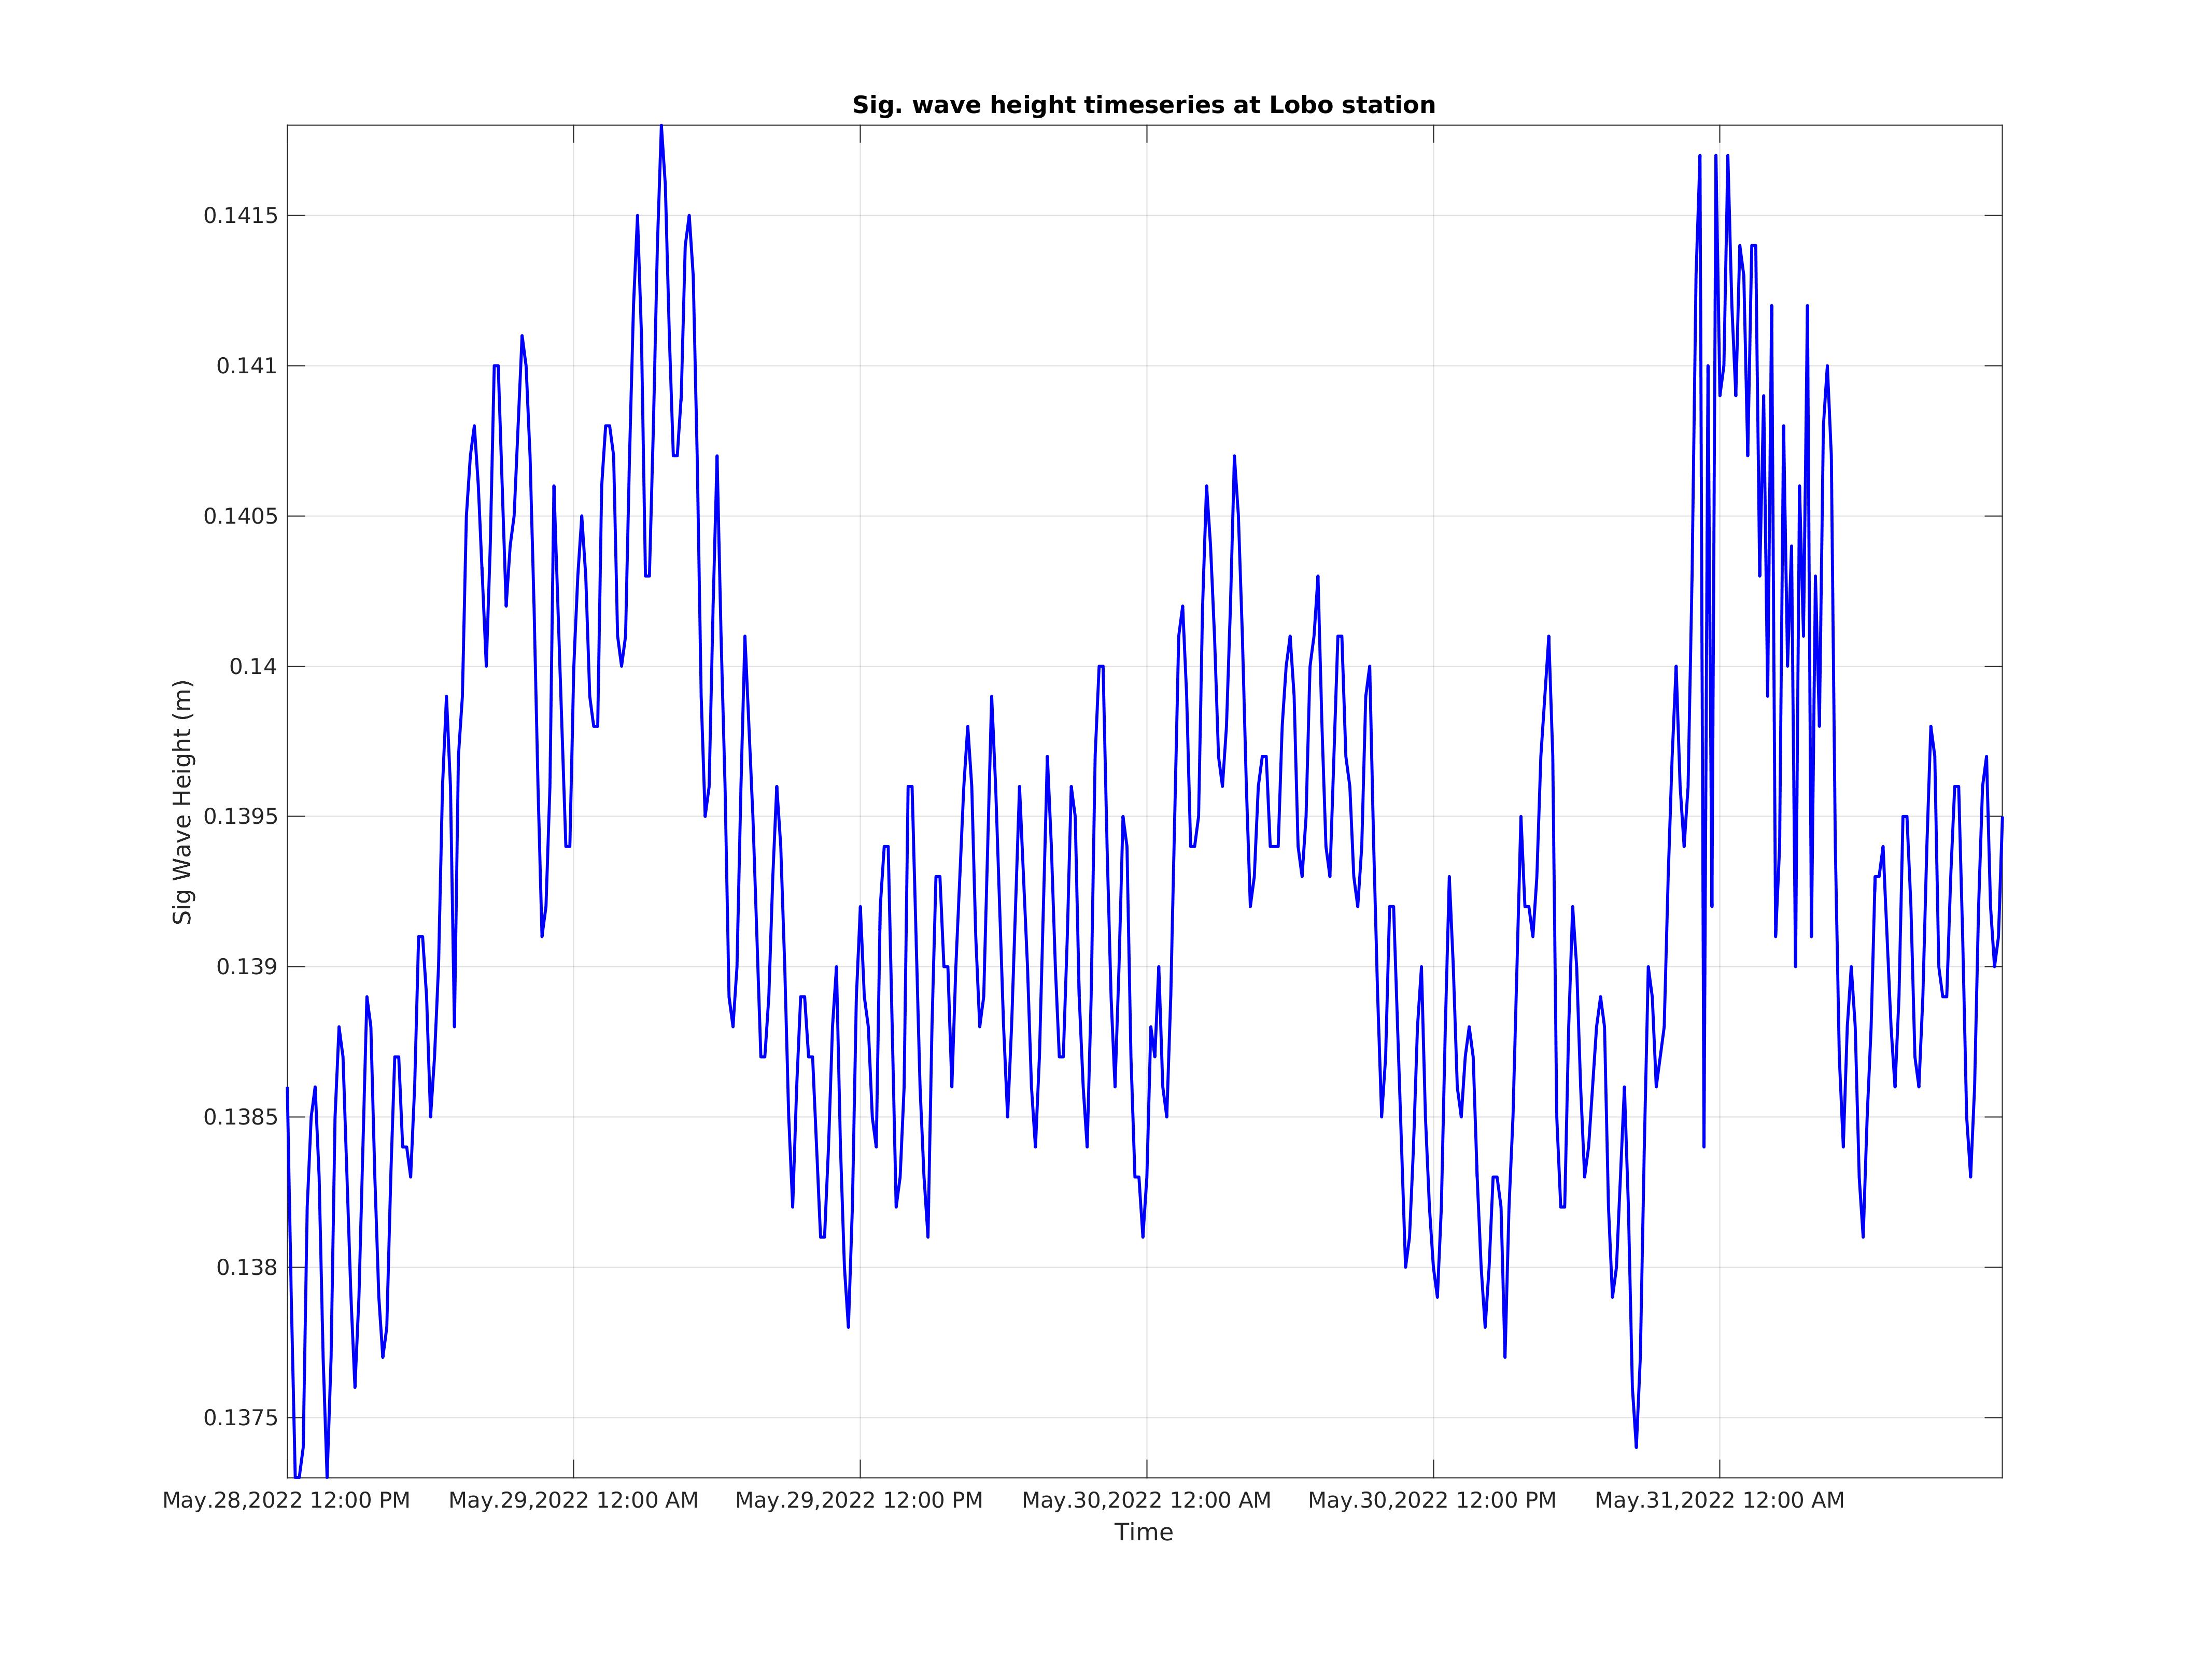 Sig. wave height timeseries at Lobo station
0.1415
0.141
0.1405
0.14
0.1395
0.139
0.1385
0.138
0.1375
Sig Wave Height (m)
May.28,2022 12:00 PM May.29,2022 12:00 AM May.29,2022 12:00 PM May.30,2022 12:00 AM May.30,2022 12:00 PM May.31,2022 12:00 AM
Time